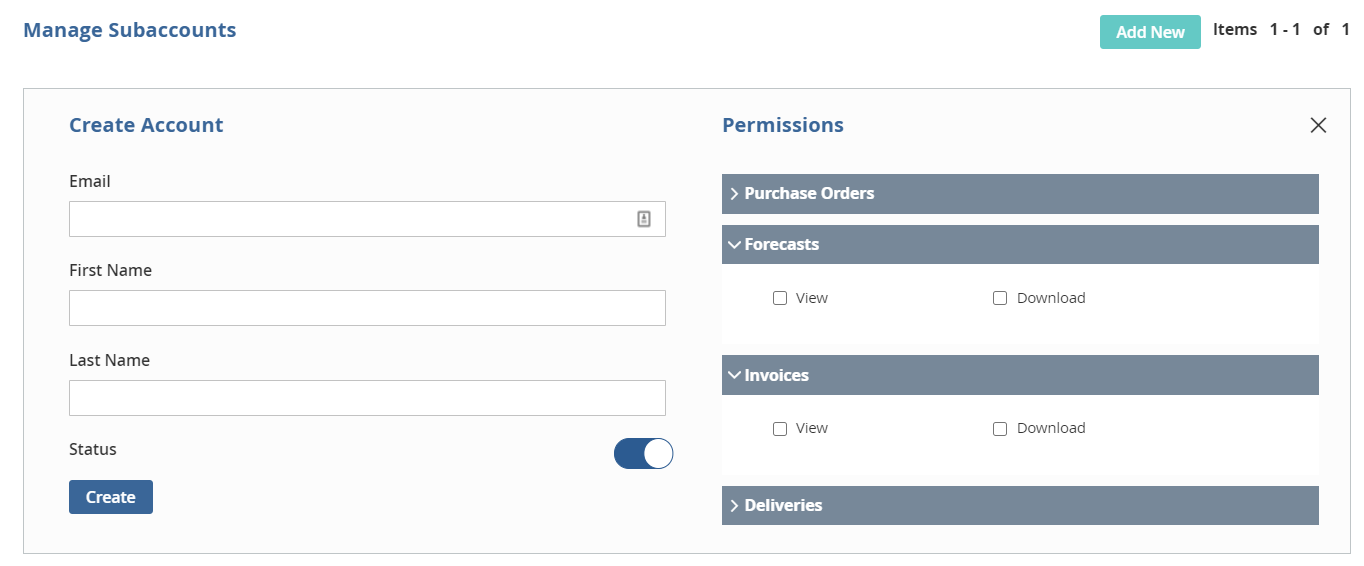 Manage Subaccounts
Add New
Items 1 - 1 of 1
Create Account
Email
First Name
Last Name
Status
Create
Permissions
Purchase Orders
Forecasts
View Download
Invoices
View Download
Deliveries